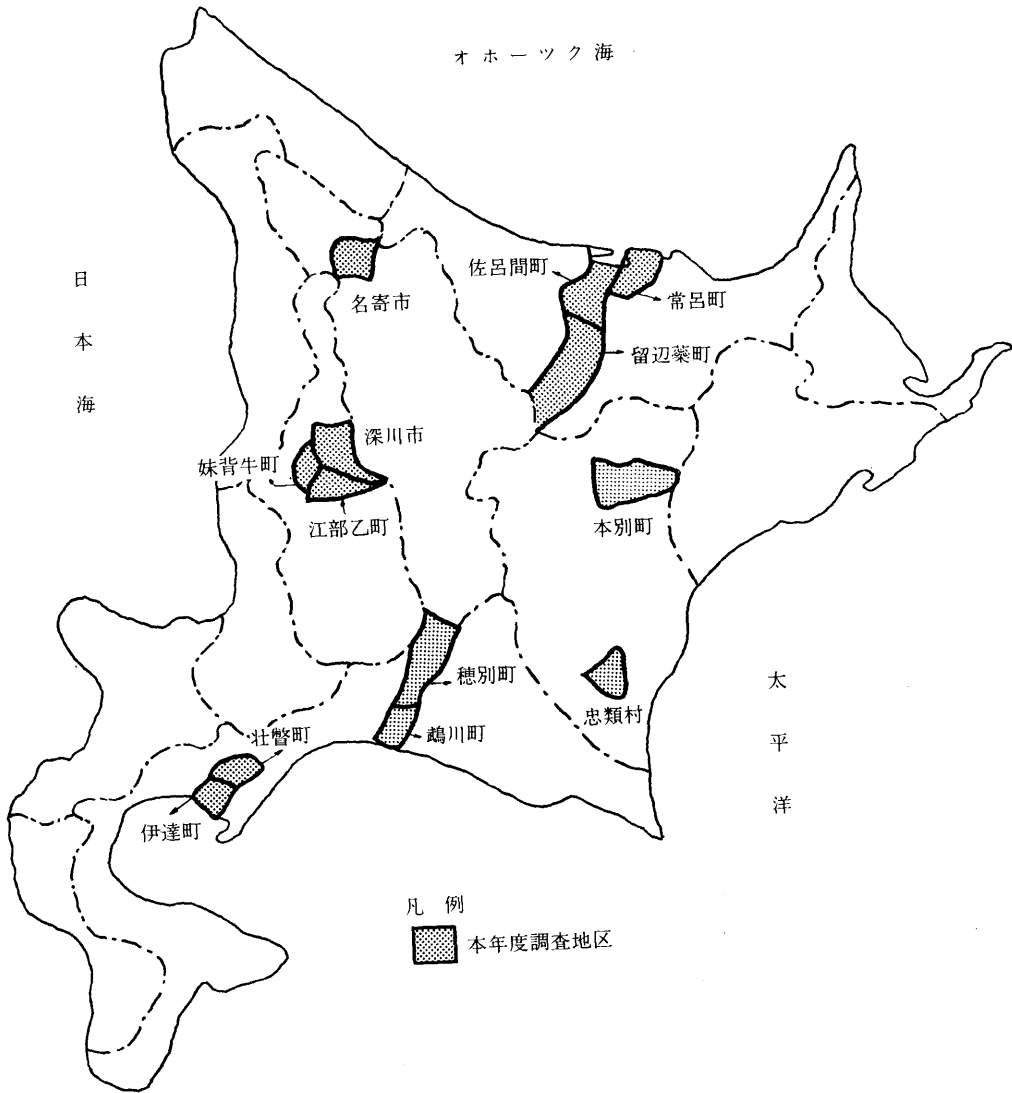 オホーツク海
日本海
佐呂間町
常呂町
名寄市
留辺蘂町
深川市
妹背牛町
江部乙町
本別町
穂別町
太平洋
忠類村
鵡川町
壮瞥町
伊達町
凡例
本年度調査地区